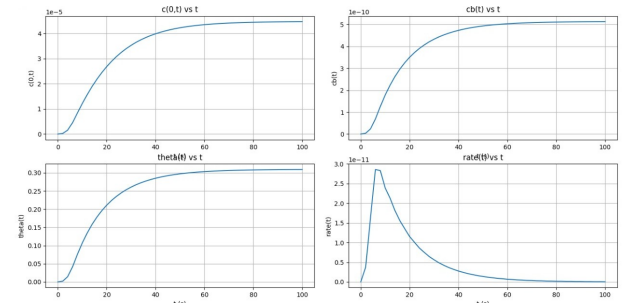 c(0,t) vs t
1e-5
c(0,t)
4
3
2
1
0
0 20 40 60 80 100
cb(t) vs t
1e-10
cb(t)
5
4
3
2
1
0
0 20 40 60 80 100
theta(t) vs t
theta(t)
0.30
0.25
0.20
0.15
0.10
0.05
0.00
0 20 40 60 80 100
rate(t) vs t
1e-11
rate(t)
3.0
2.5
2.0
1.5
1.0
0.5
0.0
0 20 40 60 80 100